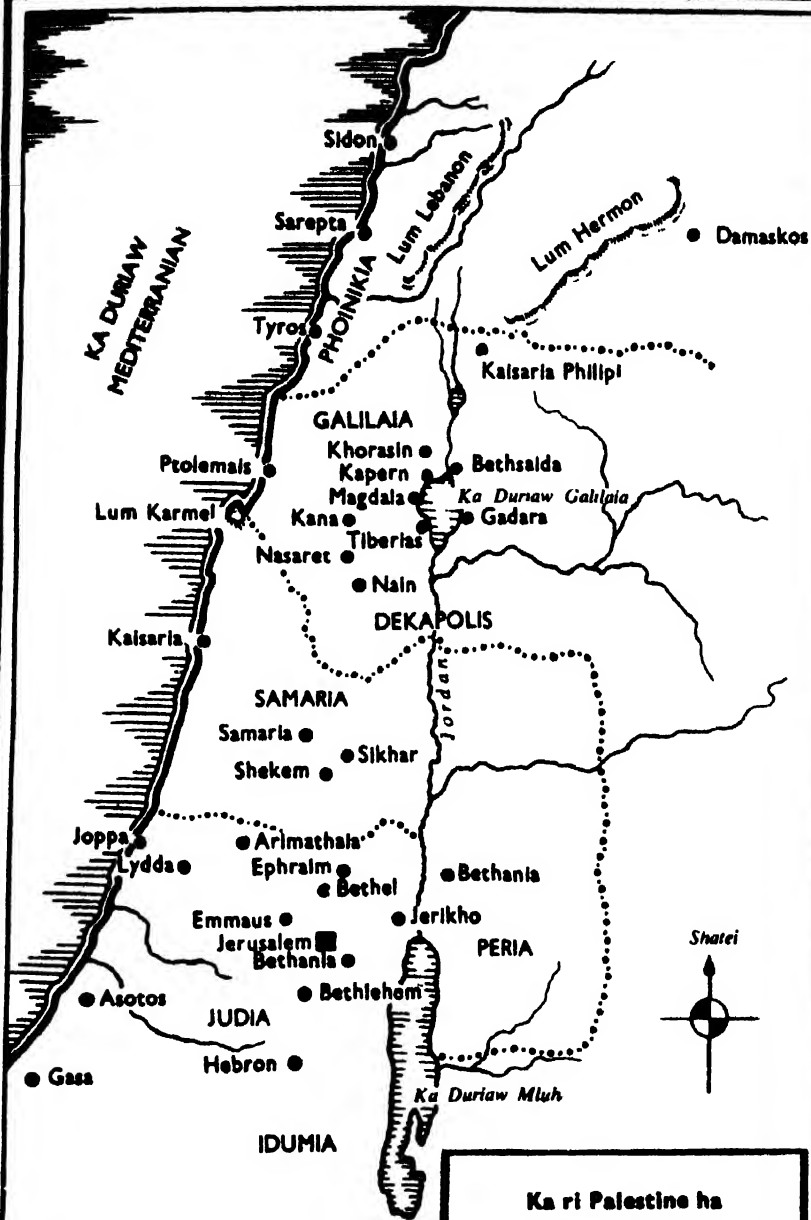 Sidon
Lum Lebanon
Lum Hermon
Sarepta
Damaskos
KA DURIAW
MEDITERRANIAN
Tyros
PHOINIKIA
Kaisaria Philipi
GALILAIA
Khorasin
Ptolemais
Kapern
Bethsaida
Magdala
Ka Duriaw Galilaia
Lum Karmel
Kana
Gadara
Tiberias
Nasaret
Nain
DEKAPOLIS
Kaisaria
Jordan
SAMARIA
Samaria
Sikhar
Shekem
Joppa
Arimathaia
Lydda
Ephraim
Bethania
Bethel
Emmaus
Jerikho
Jerusalem
PERIA
Shatei
Bethania
Asotos
Bethlehem
JUDIA
Hebron
Gasa
Ka Duriaw Mluh
IDUMIA
Ka ri Palestine ha